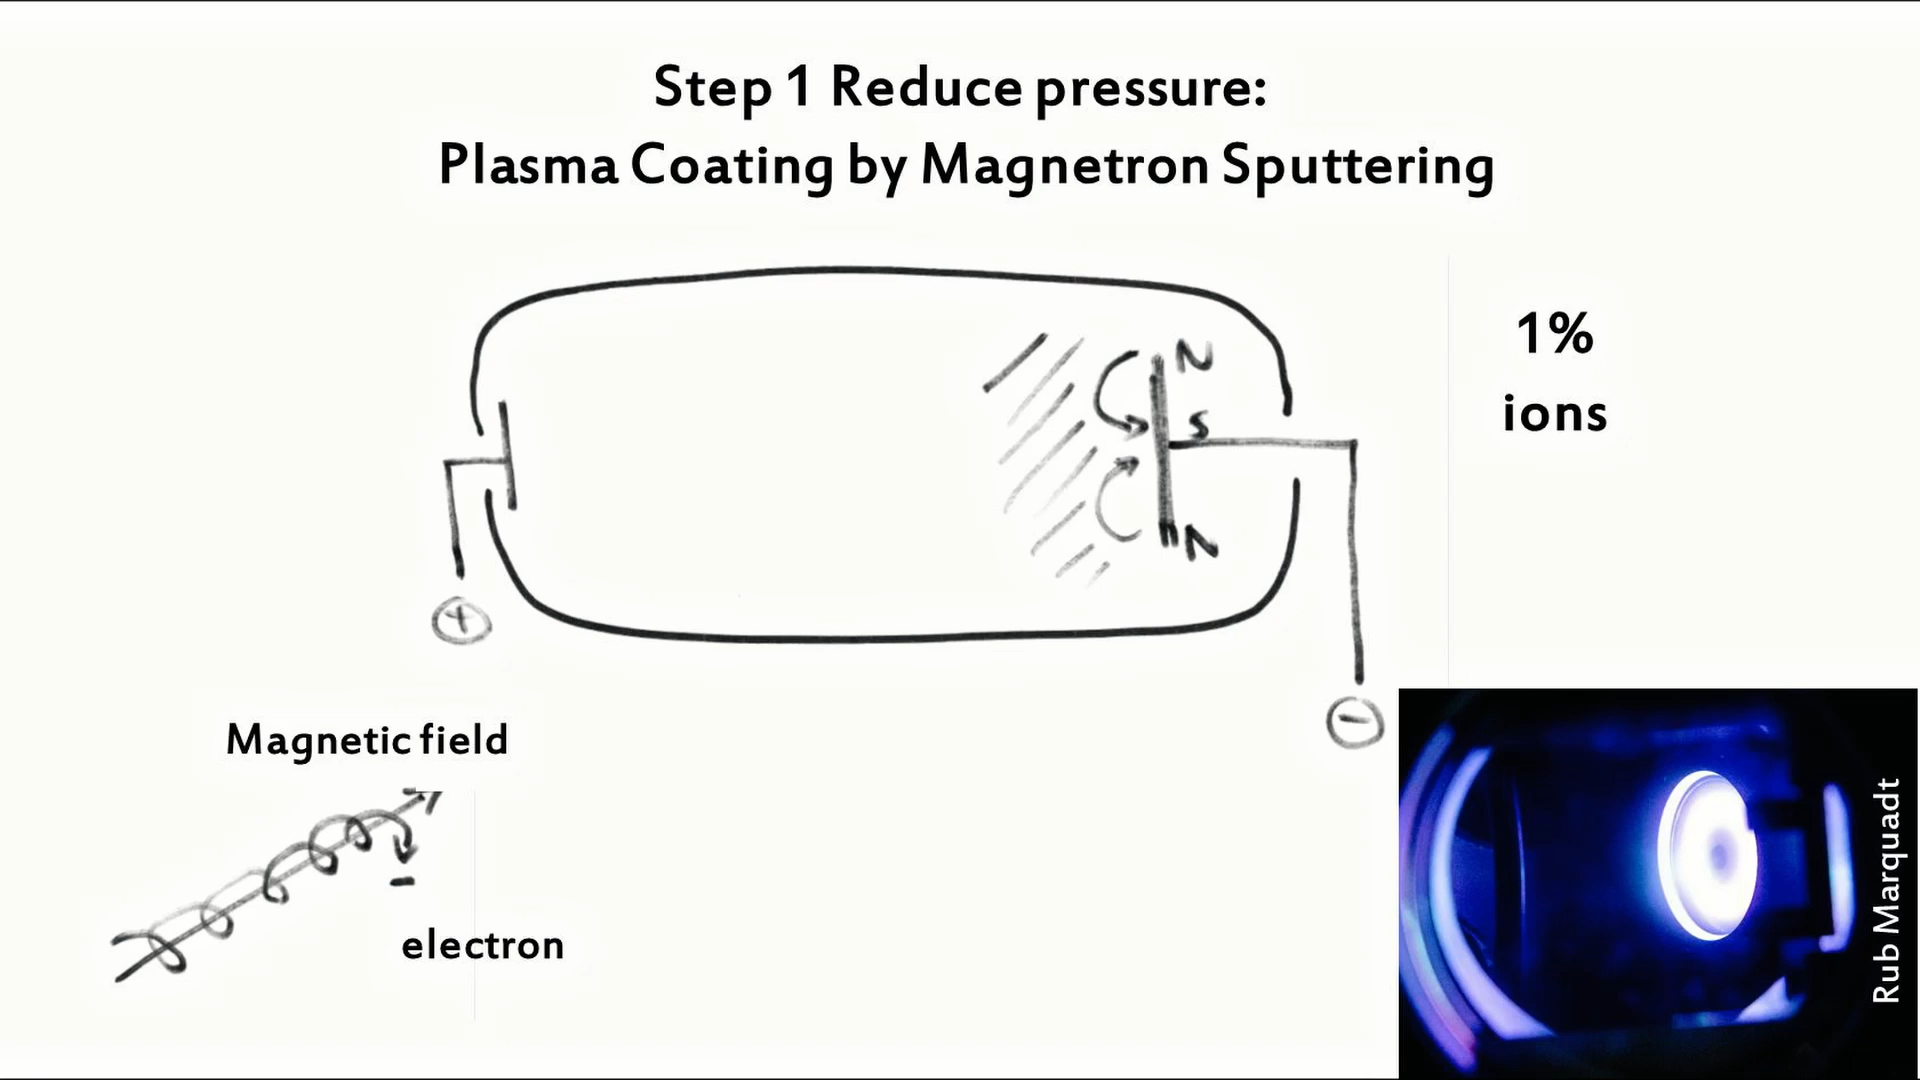 Step 1 Reduce pressure:
Plasma Coating by Magnetron Sputtering
1%
ions
N
S
N
+
−
Magnetic field
−
electron
Rub Marquadt